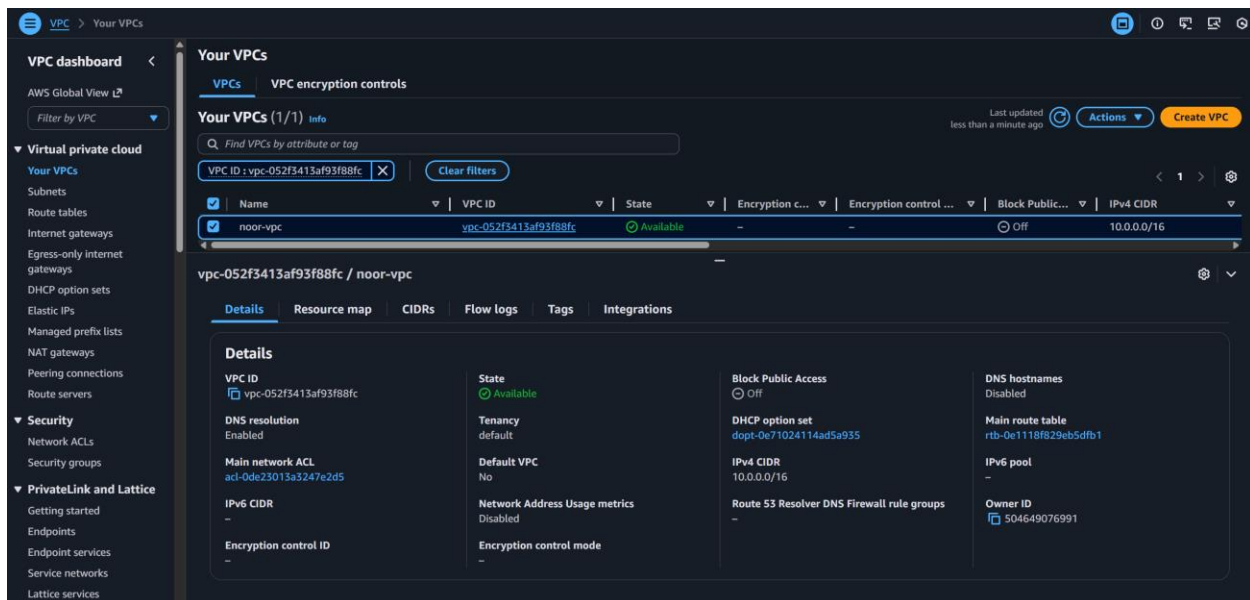 VPC > Your VPCs
VPC dashboard
AWS Global View
Filter by VPC
Virtual private cloud
Your VPCs
Subnets
Route tables
Internet gateways
Egress-only internet
gateways
DHCP option sets
Elastic IPs
Managed prefix lists
NAT gateways
Peering connections
Route servers
Security
Network ACLs
Security groups
PrivateLink and Lattice
Getting started
Endpoints
Endpoint services
Service networks
Lattice services
Your VPCs
VPCs VPC encryption controls
Your VPCs (1/1) Info
Last updated
less than a minute ago
Actions
Create VPC
Find VPCs by attribute or tag
VPC ID : vpc-052f3413af93f88fc
Clear filters
1
Name VPC ID State Encryption c... Encryption control ... Block Public... IPv4 CIDR
noor-vpc vpc-052f3413af93f88fc Available – – Off 10.0.0.0/16
vpc-052f3413af93f88fc / noor-vpc
Details Resource map CIDRs Flow logs Tags Integrations
Details
VPC ID State Block Public Access DNS hostnames
vpc-052f3413af93f88fc Available Off Disabled
DNS resolution Tenancy DHCP option set Main route table
Enabled default dopt-0e71024114ad5a935 rtb-0e1118f829eb5dfb1
Main network ACL Default VPC IPv4 CIDR IPv6 pool
acl-0de23013a3247e2d5 No 10.0.0.0/16 –
IPv6 CIDR Network Address Usage metrics Route 53 Resolver DNS Firewall rule groups Owner ID
– Disabled – 504649076991
Encryption control ID Encryption control mode
– –